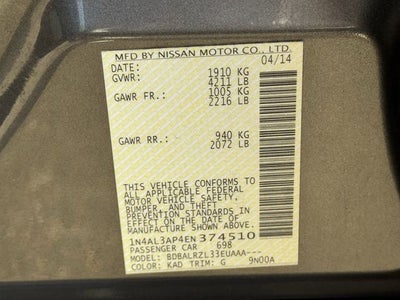 MFD BY NISSAN MOTOR CO., LTD.
DATE: 04/14
GVWR: 1910 KG
4211 LB
GAWR FR.: 1005 KG
2216 LB
GAWR RR.: 940 KG
2072 LB
THIS VEHICLE CONFORMS TO
ALL APPLICABLE FEDERAL
MOTOR VEHICLE SAFETY,
BUMPER, AND THEFT
PREVENTION STANDARDS IN
EFFECT ON THE DATE OF
MANUFACTURE SHOWN ABOVE.
1N4AL3AP4EN374510
PASSENGER CAR 698
MODEL: BDBALRZL33EUAAA---
COLOR: KAD TRIM: G 9N00A